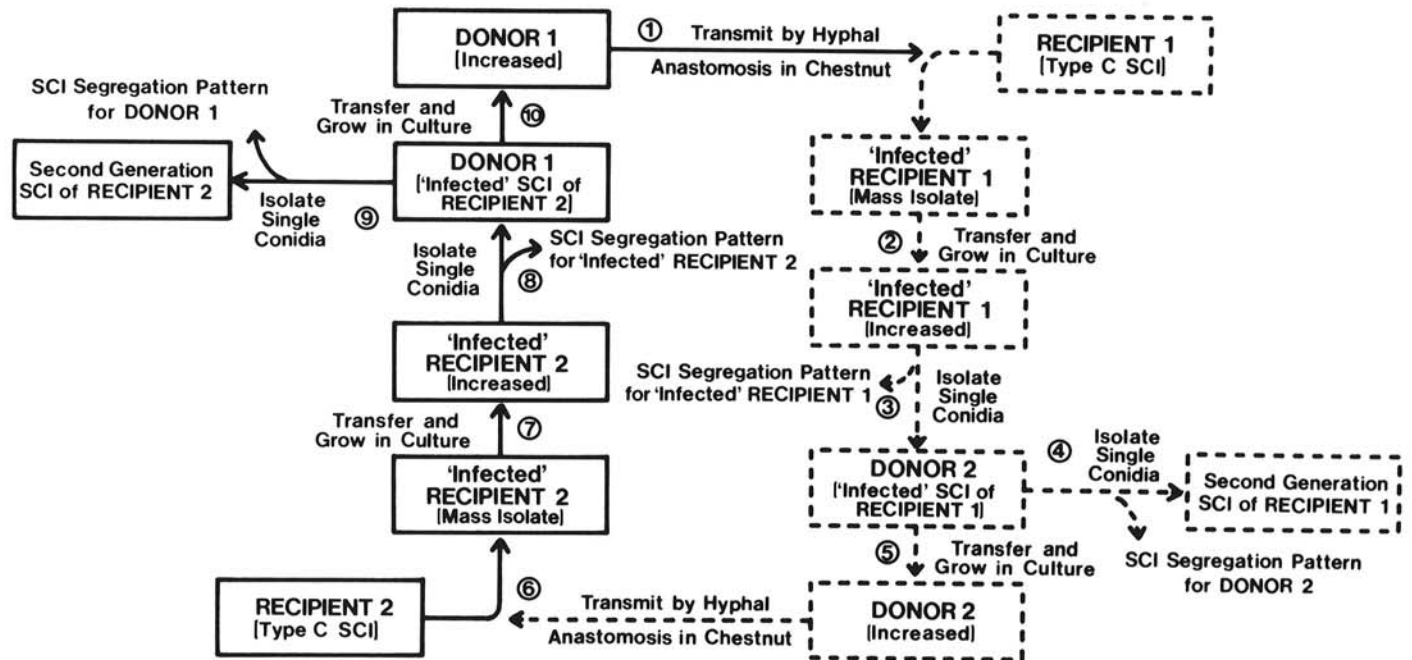 DONOR 1
(Increased)
①
Transmit by Hyphal
Anastomosis in Chestnut
RECIPIENT 1
(Type C SCI)
SCI Segregation Pattern
for DONOR 1
Transfer and
Grow in Culture
⑩
Second Generation
SCI of RECIPIENT 2
Isolate
Single
Conidia
⑨
DONOR 1
('Infected' SCI of
RECIPIENT 2)
'Infected'
RECIPIENT 1
(Mass Isolate)
②
Transfer and
Grow in Culture
Isolate
Single
Conidia
⑧
SCI Segregation Pattern
for 'Infected' RECIPIENT 2
'Infected'
RECIPIENT 1
(Increased)
'Infected'
RECIPIENT 2
(Increased)
SCI Segregation Pattern
for 'Infected' RECIPIENT 1
③
Isolate
Single
Conidia
Transfer and
Grow in Culture
⑦
'Infected'
RECIPIENT 2
(Mass Isolate)
DONOR 2
('Infected' SCI of
RECIPIENT 1)
④
Isolate
Single
Conidia
Second Generation
SCI of RECIPIENT 1
SCI Segregation Pattern
for DONOR 2
⑤
Transfer and
Grow in Culture
RECIPIENT 2
(Type C SCI)
⑥
Transmit by Hyphal
Anastomosis in Chestnut
DONOR 2
(Increased)